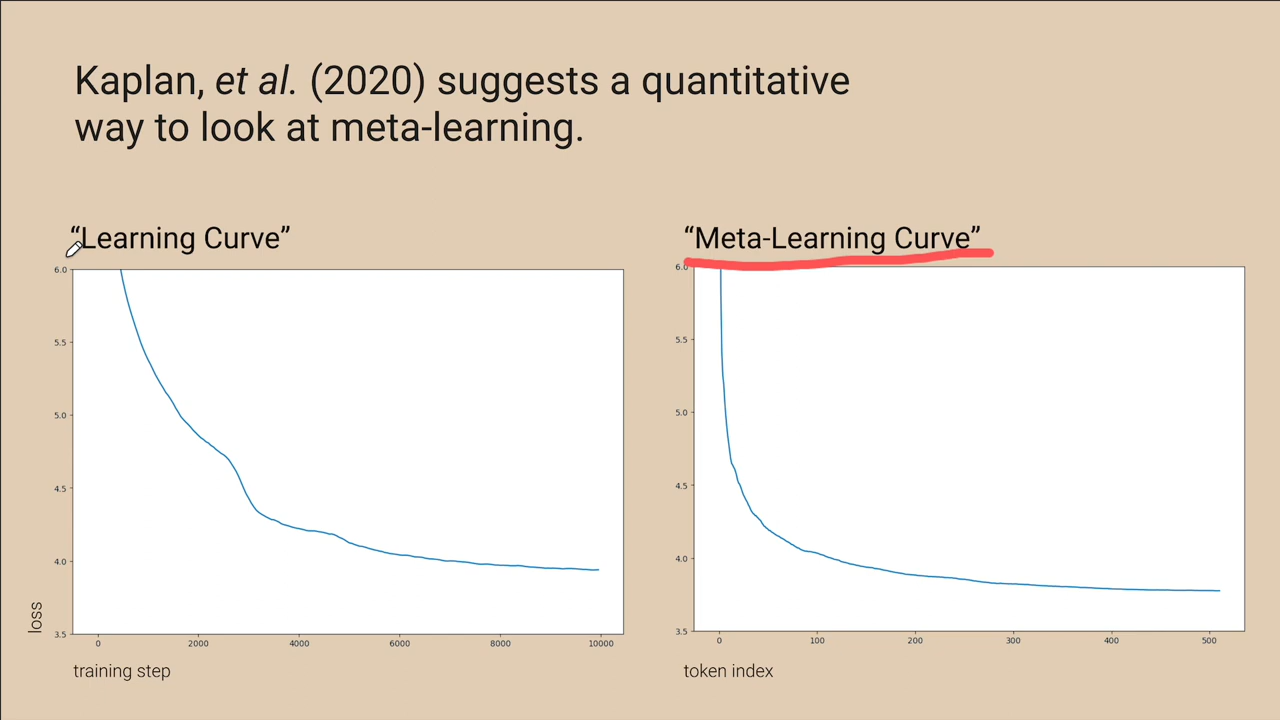 Kaplan, et al. (2020) suggests a quantitative
way to look at meta-learning.
“Learning Curve”
6.0
5.5
5.0
4.5
4.0
3.5
loss
0 2000 4000 6000 8000 10000
training step
“Meta-Learning Curve”
6.0
5.5
5.0
4.5
4.0
3.5
0 100 200 300 400 500
token index